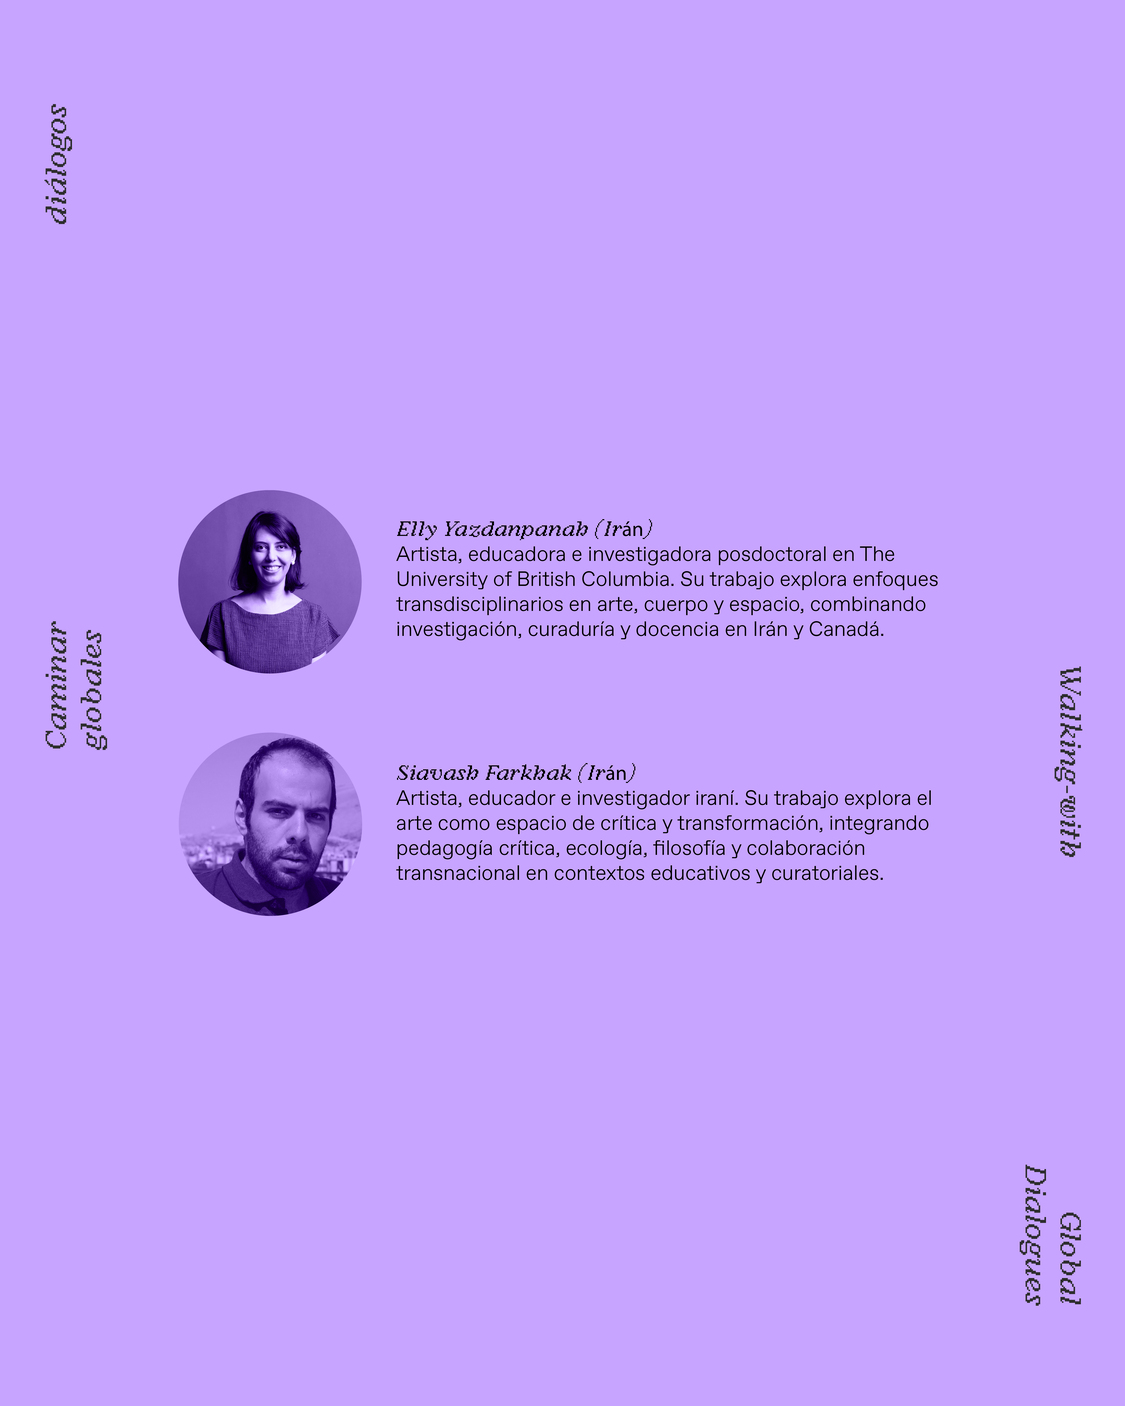 diálogos
Caminar
globales
Elly Yazdanpanah (Irán)
Artista, educadora e investigadora posdoctoral en The
University of British Columbia. Su trabajo explora enfoques
transdisciplinarios en arte, cuerpo y espacio, combinando
investigación, curaduría y docencia en Irán y Canadá.
Siavash Farkhak (Irán)
Artista, educador e investigador iraní. Su trabajo explora el
arte como espacio de crítica y transformación, integrando
pedagogía crítica, ecología, filosofía y colaboración
transnacional en contextos educativos y curatoriales.
Walking-with
Global
Dialogues